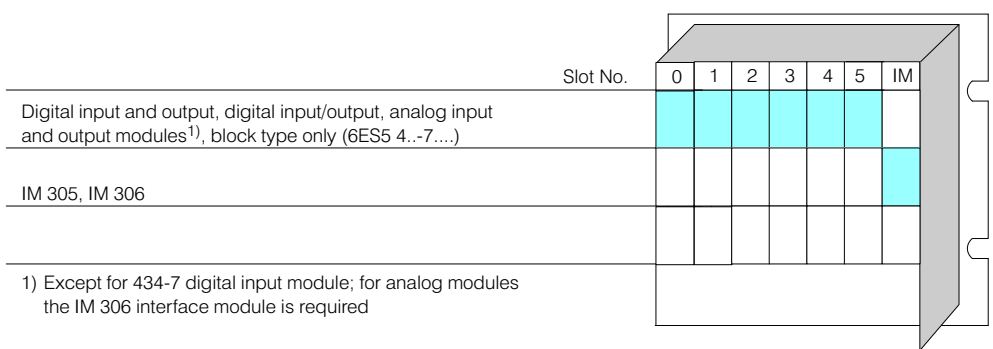 Slot No. 0 1 2 3 4 5 IM
Digital input and output, digital input/output, analog input
and output modules1), block type only (6ES5 4..-7....)
IM 305, IM 306
1) Except for 434-7 digital input module; for analog modules
the IM 306 interface module is required